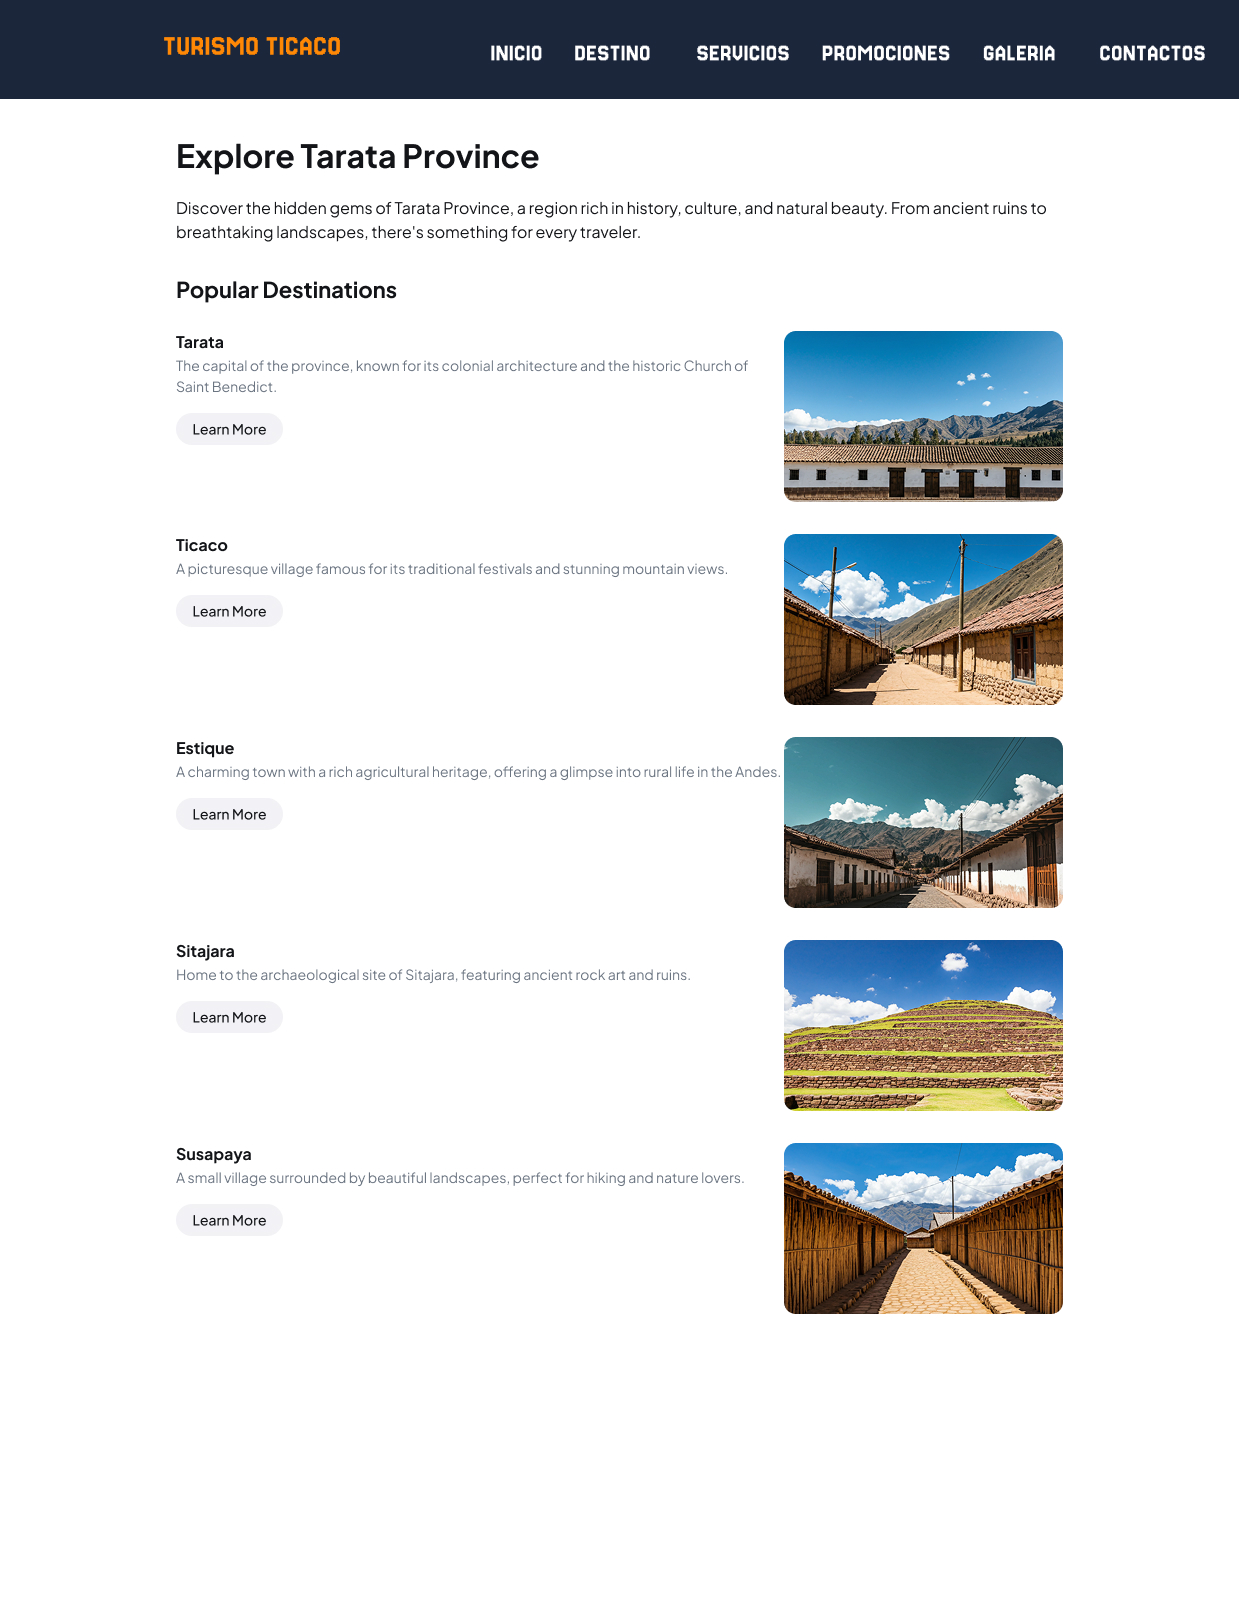 TURISMO TICACO
INICIO DESTINO SERVICIOS PROMOCIONES GALERIA CONTACTOS
Explore Tarata Province
Discover the hidden gems of Tarata Province, a region rich in history, culture, and natural beauty. From ancient ruins to
breathtaking landscapes, there's something for every traveler.
Popular Destinations
Tarata
The capital of the province, known for its colonial architecture and the historic Church of
Saint Benedict.
Learn More
Ticaco
A picturesque village famous for its traditional festivals and stunning mountain views.
Learn More
Estique
A charming town with a rich agricultural heritage, offering a glimpse into rural life in the Andes.
Learn More
Sitajara
Home to the archaeological site of Sitajara, featuring ancient rock art and ruins.
Learn More
Susapaya
A small village surrounded by beautiful landscapes, perfect for hiking and nature lovers.
Learn More